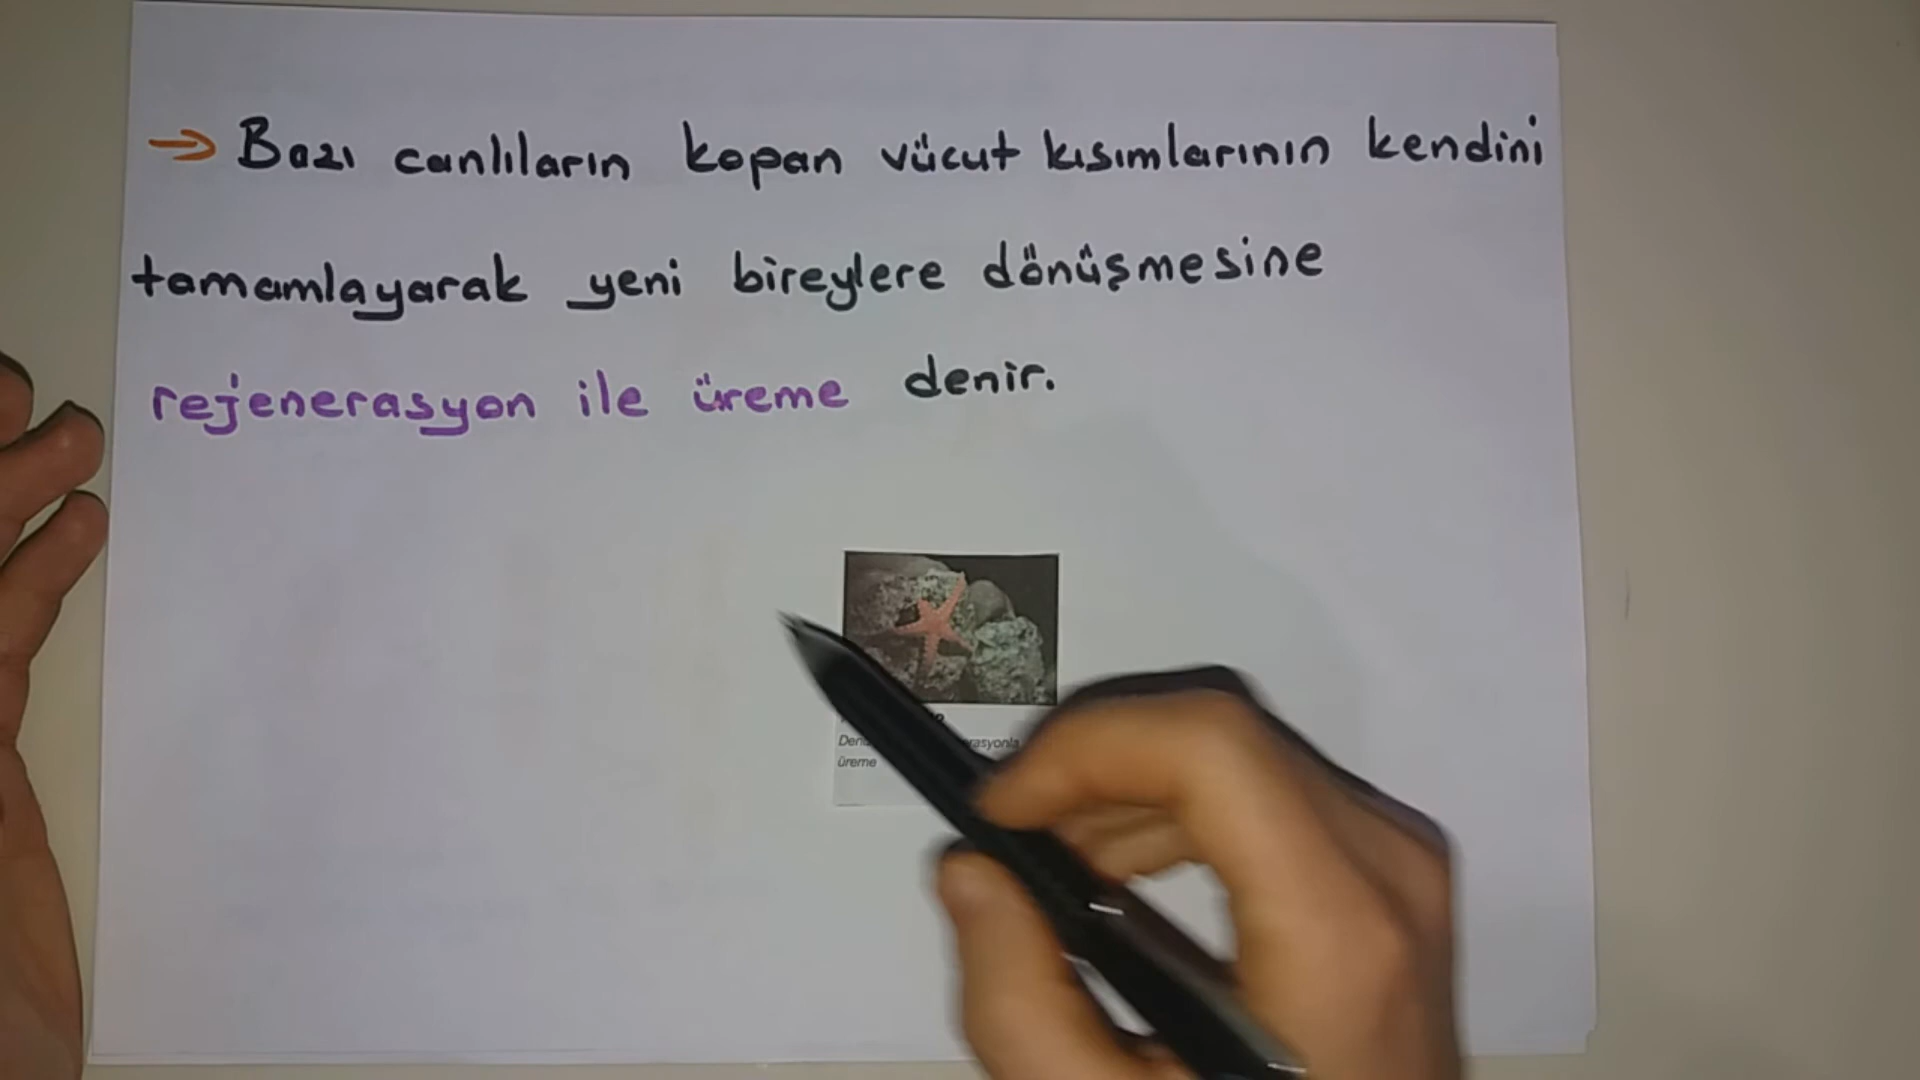 → Bazı canlıların kopan vücut kısımlarının kendini
tamamlayarak yeni bireylere dönüşmesine
rejenerasyon ile üreme denir.
üreme